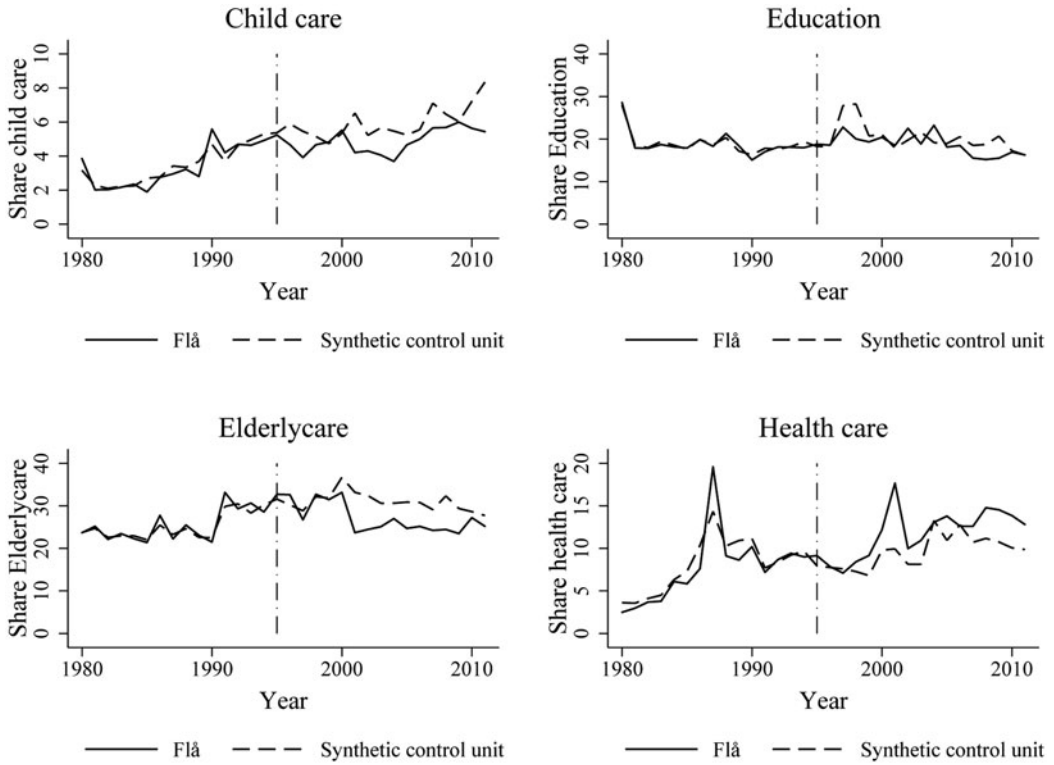 Child care
Share child care
0 2 4 6 8 10
1980 1990 2000 2010
Year
Flå Synthetic control unit
Education
Share Education
0 10 20 30 40
1980 1990 2000 2010
Year
Flå Synthetic control unit
Elderlycare
Share Elderlycare
0 10 20 30 40
1980 1990 2000 2010
Year
Flå Synthetic control unit
Health care
Share health care
0 5 10 15 20
1980 1990 2000 2010
Year
Flå Synthetic control unit